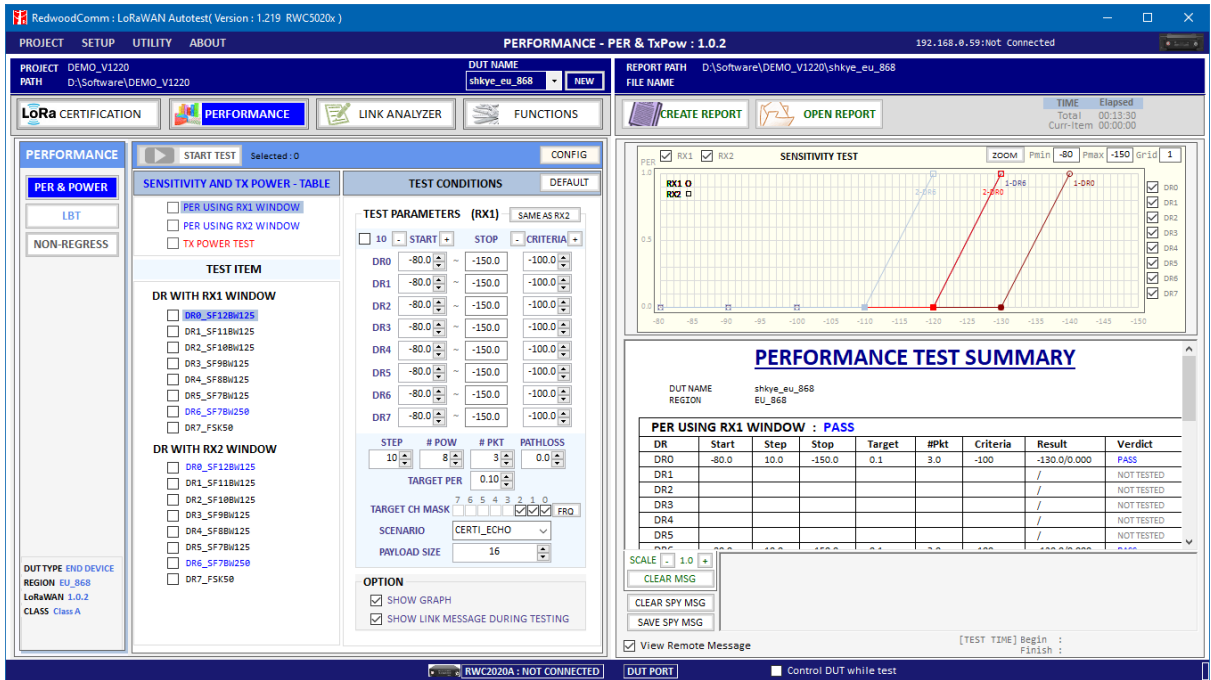 RedwoodComm : LoRaWAN Autotest( Version : 1.219 RWC5020x )
PROJECT SETUP UTILITY ABOUT
PERFORMANCE - PER & TxPow : 1.0.2
192.168.0.59:Not Connected
PROJECT DEMO_V1220
PATH D:\Software\DEMO_V1220
DUT NAME
shkye_eu_868 NEW
REPORT PATH D:\Software\DEMO_V1220\shkye_eu_868
FILE NAME
LoRa CERTIFICATION PERFORMANCE LINK ANALYZER FUNCTIONS
CREATE REPORT OPEN REPORT
TIME Elapsed
Total 00:13:30
Curr-Item 00:00:00
PERFORMANCE
PER & POWER
LBT
NON-REGRESS
DUT TYPE END DEVICE
REGION EU_868
LoRaWAN 1.0.2
CLASS Class A
START TEST Selected : 0 CONFIG
SENSITIVITY AND TX POWER - TABLE
PER USING RX1 WINDOW
PER USING RX2 WINDOW
TX POWER TEST
TEST ITEM
DR WITH RX1 WINDOW
DR0_SF12BW125
DR1_SF11BW125
DR2_SF10BW125
DR3_SF9BW125
DR4_SF8BW125
DR5_SF7BW125
DR6_SF7BW250
DR7_FSK50
DR WITH RX2 WINDOW
DR0_SF12BW125
DR1_SF11BW125
DR2_SF10BW125
DR3_SF9BW125
DR4_SF8BW125
DR5_SF7BW125
DR6_SF7BW250
DR7_FSK50
TEST CONDITIONS DEFAULT
TEST PARAMETERS (RX1) SAME AS RX2
10 - START + STOP - CRITERIA +
DR0 -80.0 ~ -150.0 -100.0
DR1 -80.0 ~ -150.0 -100.0
DR2 -80.0 ~ -150.0 -100.0
DR3 -80.0 ~ -150.0 -100.0
DR4 -80.0 ~ -150.0 -100.0
DR5 -80.0 ~ -150.0 -100.0
DR6 -80.0 ~ -150.0 -100.0
DR7 -80.0 ~ -150.0 -100.0
STEP # POW # PKT PATHLOSS
10 8 3 0.0
TARGET PER 0.10
7 6 5 4 3 2 1 0
TARGET CH MASK FRQ
SCENARIO CERTI_ECHO
PAYLOAD SIZE 16
OPTION
SHOW GRAPH
SHOW LINK MESSAGE DURING TESTING
PER RX1 RX2 SENSITIVITY TEST ZOOM Pmin -80 Pmax -150 Grid 1
1.0
RX1 O
RX2 □
2-DR6 2-DR0 1-DR6 1-DR0
0.5
0.0
-80 -85 -90 -95 -100 -105 -110 -115 -120 -125 -130 -135 -140 -145 -150
DR0
DR1
DR2
DR3
DR4
DR5
DR6
DR7
PERFORMANCE TEST SUMMARY
DUT NAME shkye_eu_868
REGION EU_868
PER USING RX1 WINDOW : PASS
DR Start Step Stop Target #Pkt Criteria Result Verdict
DR0 -80.0 10.0 -150.0 0.1 3.0 -100 -130.0/0.000 PASS
DR1 / NOT TESTED
DR2 / NOT TESTED
DR3 / NOT TESTED
DR4 / NOT TESTED
DR5 / NOT TESTED
DR6 -80.0 10.0 -150.0 0.1 3.0 -100 -130.0/0.000 PASS
SCALE - 1.0 +
CLEAR MSG
CLEAR SPY MSG
SAVE SPY MSG
View Remote Message
[TEST TIME] Begin :
Finish :
RWC2020A : NOT CONNECTED DUT PORT Control DUT while test